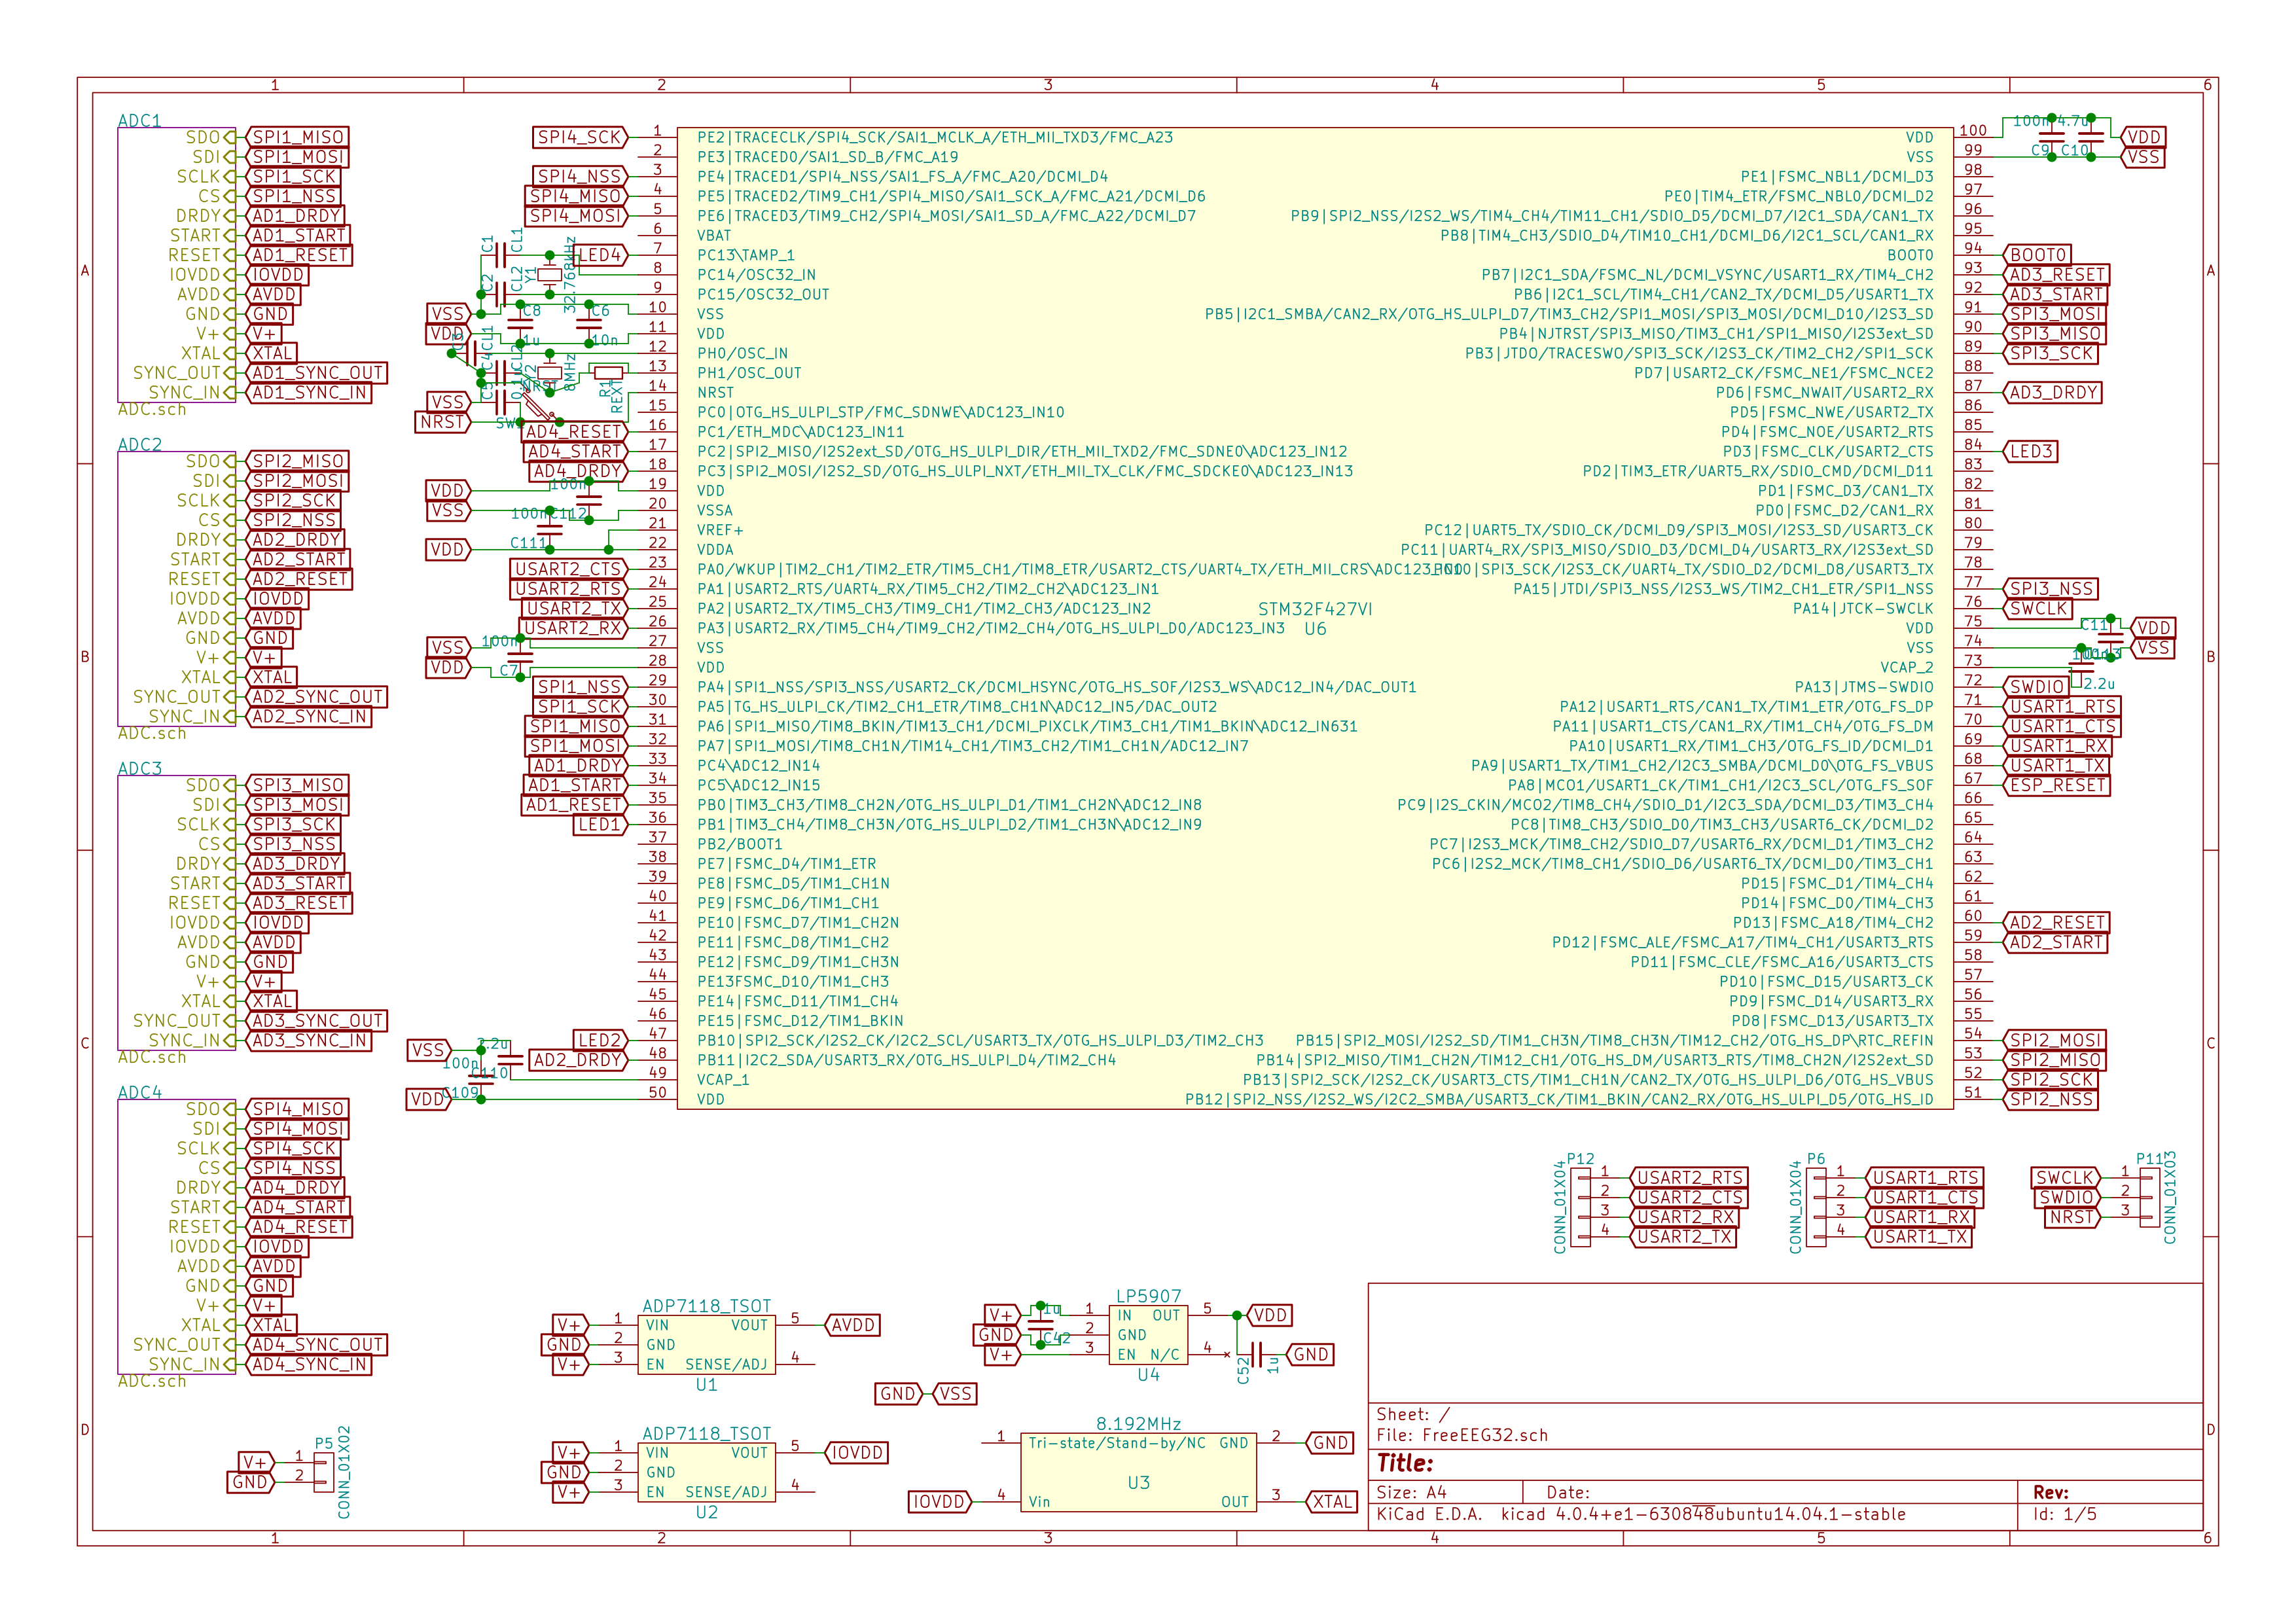 1 2 3 4 5 6
A
B
C
D
ADC1
SDO SPI1_MISO
SDI SPI1_MOSI
SCLK SPI1_SCK
CS SPI1_NSS
DRDY AD1_DRDY
START AD1_START
RESET AD1_RESET
IOVDD IOVDD
AVDD AVDD
GND GND
V+ V+
XTAL XTAL
SYNC_OUT AD1_SYNC_OUT
SYNC_IN AD1_SYNC_IN
ADC.sch
ADC2
SDO SPI2_MISO
SDI SPI2_MOSI
SCLK SPI2_SCK
CS SPI2_NSS
DRDY AD2_DRDY
START AD2_START
RESET AD2_RESET
IOVDD IOVDD
AVDD AVDD
GND GND
V+ V+
XTAL XTAL
SYNC_OUT AD2_SYNC_OUT
SYNC_IN AD2_SYNC_IN
ADC.sch
ADC3
SDO SPI3_MISO
SDI SPI3_MOSI
SCLK SPI3_SCK
CS SPI3_NSS
DRDY AD3_DRDY
START AD3_START
RESET AD3_RESET
IOVDD IOVDD
AVDD AVDD
GND GND
V+ V+
XTAL XTAL
SYNC_OUT AD3_SYNC_OUT
SYNC_IN AD3_SYNC_IN
ADC.sch
ADC4
SDO SPI4_MISO
SDI SPI4_MOSI
SCLK SPI4_SCK
CS SPI4_NSS
DRDY AD4_DRDY
START AD4_START
RESET AD4_RESET
IOVDD IOVDD
AVDD AVDD
GND GND
V+ V+
XTAL XTAL
SYNC_OUT AD4_SYNC_OUT
SYNC_IN AD4_SYNC_IN
ADC.sch
SPI4_SCK 1 PE2|TRACECLK/SPI4_SCK/SAI1_MCLK_A/ETH_MII_TXD3/FMC_A23
2 PE3|TRACED0/SAI1_SD_B/FMC_A19
SPI4_NSS 3 PE4|TRACED1/SPI4_NSS/SAI1_FS_A/FMC_A20/DCMI_D4
SPI4_MISO 4 PE5|TRACED2/TIM9_CH1/SPI4_MISO/SAI1_SCK_A/FMC_A21/DCMI_D6
SPI4_MOSI 5 PE6|TRACED3/TIM9_CH2/SPI4_MOSI/SAI1_SD_A/FMC_A22/DCMI_D7
6 VBAT
LED4 7 PC13\TAMP_1
8 PC14/OSC32_IN
9 PC15/OSC32_OUT
VSS 10 VSS
VDD 11 VDD
12 PH0/OSC_IN
13 PH1/OSC_OUT
VSS 14 NRST
15 PC0|OTG_HS_ULPI_STP/FMC_SDNWE\ADC123_IN10
NRST
AD4_RESET 16 PC1/ETH_MDC\ADC123_IN11
AD4_START 17 PC2|SPI2_MISO/I2S2ext_SD/OTG_HS_ULPI_DIR/ETH_MII_TXD2/FMC_SDNE0\ADC123_IN12
AD4_DRDY 18 PC3|SPI2_MOSI/I2S2_SD/OTG_HS_ULPI_NXT/ETH_MII_TX_CLK/FMC_SDCKE0\ADC123_IN13
VDD 19 VDD
VSS 20 VSSA
21 VREF+
VDD 22 VDDA
USART2_CTS 23 PA0/WKUP|TIM2_CH1/TIM2_ETR/TIM5_CH1/TIM8_ETR/USART2_CTS/UART4_TX/ETH_MII_CRS\ADC123_IN0
USART2_RTS 24 PA1|USART2_RTS/UART4_RX/TIM5_CH2/TIM2_CH2\ADC123_IN1
USART2_TX 25 PA2|USART2_TX/TIM5_CH3/TIM9_CH1/TIM2_CH3/ADC123_IN2
USART2_RX 26 PA3|USART2_RX/TIM5_CH4/TIM9_CH2/TIM2_CH4/OTG_HS_ULPI_D0/ADC123_IN3
VSS 27 VSS
VDD 28 VDD
SPI1_NSS 29 PA4|SPI1_NSS/SPI3_NSS/USART2_CK/DCMI_HSYNC/OTG_HS_SOF/I2S3_WS\ADC12_IN4/DAC_OUT1
SPI1_SCK 30 PA5|TG_HS_ULPI_CK/TIM2_CH1_ETR/TIM8_CH1N\ADC12_IN5/DAC_OUT2
SPI1_MISO 31 PA6|SPI1_MISO/TIM8_BKIN/TIM13_CH1/DCMI_PIXCLK/TIM3_CH1/TIM1_BKIN\ADC12_IN631
SPI1_MOSI 32 PA7|SPI1_MOSI/TIM8_CH1N/TIM14_CH1/TIM3_CH2/TIM1_CH1N/ADC12_IN7
AD1_DRDY 33 PC4\ADC12_IN14
AD1_START 34 PC5\ADC12_IN15
AD1_RESET 35 PB0|TIM3_CH3/TIM8_CH2N/OTG_HS_ULPI_D1/TIM1_CH2N\ADC12_IN8
LED1 36 PB1|TIM3_CH4/TIM8_CH3N/OTG_HS_ULPI_D2/TIM1_CH3N\ADC12_IN9
37 PB2/BOOT1
38 PE7|FSMC_D4/TIM1_ETR
39 PE8|FSMC_D5/TIM1_CH1N
40 PE9|FSMC_D6/TIM1_CH1
41 PE10|FSMC_D7/TIM1_CH2N
42 PE11|FSMC_D8/TIM1_CH2
43 PE12|FSMC_D9/TIM1_CH3N
44 PE13FSMC_D10/TIM1_CH3
45 PE14|FSMC_D11/TIM1_CH4
46 PE15|FSMC_D12/TIM1_BKIN
LED2 47 PB10|SPI2_SCK/I2S2_CK/I2C2_SCL/USART3_TX/OTG_HS_ULPI_D3/TIM2_CH3
AD2_DRDY 48 PB11|I2C2_SDA/USART3_RX/OTG_HS_ULPI_D4/TIM2_CH4
VSS 49 VCAP_1
VDD 50 VDD
C1 CL1
C2 CL2
Y1 32.768kHz
C8 1u
C6 10n
8MHz
R1 REXT
100n C112
100n C111
100n C7
2.2u C110
100n C109
STM32F427VI
U6
VDD 100 VDD
VSS 99 VSS
PE1|FSMC_NBL1/DCMI_D3 98
PE0|TIM4_ETR/FMC_NBL0/DCMI_D2 97
PB9|SPI2_NSS/I2S2_WS/TIM4_CH4/TIM11_CH1/SDIO_D5/DCMI_D7/I2C1_SDA/CAN1_TX 96
PB8|TIM4_CH3/SDIO_D4/TIM10_CH1/DCMI_D6/I2C1_SCL/CAN1_RX 95
BOOT0 94 BOOT0
PB7|I2C1_SDA/FSMC_NL/DCMI_VSYNC/USART1_RX/TIM4_CH2 93 AD3_RESET
PB6|I2C1_SCL/TIM4_CH1/CAN2_TX/DCMI_D5/USART1_TX 92 AD3_START
PB5|I2C1_SMBA/CAN2_RX/OTG_HS_ULPI_D7/TIM3_CH2/SPI1_MOSI/SPI3_MOSI/DCMI_D10/I2S3_SD 91 SPI3_MOSI
PB4|NJTRST/SPI3_MISO/TIM3_CH1/SPI1_MISO/I2S3ext_SD 90 SPI3_MISO
PB3|JTDO/TRACESWO/SPI3_SCK/I2S3_CK/TIM2_CH2/SPI1_SCK 89 SPI3_SCK
PD7|USART2_CK/FSMC_NE1/FSMC_NCE2 88
PD6|FSMC_NWAIT/USART2_RX 87 AD3_DRDY
PD5|FSMC_NWE/USART2_TX 86
PD4|FSMC_NOE/USART2_RTS 85
PD3|FSMC_CLK/USART2_CTS 84 LED3
PD2|TIM3_ETR/UART5_RX/SDIO_CMD/DCMI_D11 83
PD1|FSMC_D3/CAN1_TX 82
PD0|FSMC_D2/CAN1_RX 81
PC12|UART5_TX/SDIO_CK/DCMI_D9/SPI3_MOSI/I2S3_SD/USART3_CK 80
PC11|UART4_RX/SPI3_MISO/SDIO_D3/DCMI_D4/USART3_RX/I2S3ext_SD 79
PC10|SPI3_SCK/I2S3_CK/UART4_TX/SDIO_D2/DCMI_D8/USART3_TX 78
PA15|JTDI/SPI3_NSS/I2S3_WS/TIM2_CH1_ETR/SPI1_NSS 77 SPI3_NSS
PA14|JTCK-SWCLK 76 SWCLK
VDD 75 VDD
VSS 74 VSS
VCAP_2 73
PA13|JTMS-SWDIO 72 SWDIO
PA12|USART1_RTS/CAN1_TX/TIM1_ETR/OTG_FS_DP 71 USART1_RTS
PA11|USART1_CTS/CAN1_RX/TIM1_CH4/OTG_FS_DM 70 USART1_CTS
PA10|USART1_RX/TIM1_CH3/OTG_FS_ID/DCMI_D1 69 USART1_RX
PA9|USART1_TX/TIM1_CH2/I2C3_SMBA/DCMI_D0\OTG_FS_VBUS 68 USART1_TX
PA8|MCO1/USART1_CK/TIM1_CH1/I2C3_SCL/OTG_FS_SOF 67 ESP_RESET
PC9|I2S_CKIN/MCO2/TIM8_CH4/SDIO_D1/I2C3_SDA/DCMI_D3/TIM3_CH4 66
PC8|TIM8_CH3/SDIO_D0/TIM3_CH3/USART6_CK/DCMI_D2 65
PC7|I2S3_MCK/TIM8_CH2/SDIO_D7/USART6_RX/DCMI_D1/TIM3_CH2 64
PC6|I2S2_MCK/TIM8_CH1/SDIO_D6/USART6_TX/DCMI_D0/TIM3_CH1 63
PD15|FSMC_D1/TIM4_CH4 62
PD14|FSMC_D0/TIM4_CH3 61
PD13|FSMC_A18/TIM4_CH2 60 AD2_RESET
PD12|FSMC_ALE/FSMC_A17/TIM4_CH1/USART3_RTS 59 AD2_START
PD11|FSMC_CLE/FSMC_A16/USART3_CTS 58
PD10|FSMC_D15/USART3_CK 57
PD9|FSMC_D14/USART3_RX 56
PD8|FSMC_D13/USART3_TX 55
PB15|SPI2_MOSI/I2S2_SD/TIM1_CH3N/TIM8_CH3N/TIM12_CH2/OTG_HS_DP\RTC_REFIN 54 SPI2_MOSI
PB14|SPI2_MISO/TIM1_CH2N/TIM12_CH1/OTG_HS_DM/USART3_RTS/TIM8_CH2N/I2S2ext_SD 53 SPI2_MISO
PB13|SPI2_SCK/I2S2_CK/USART3_CTS/TIM1_CH1N/CAN2_TX/OTG_HS_ULPI_D6/OTG_HS_VBUS 52 SPI2_SCK
PB12|SPI2_NSS/I2S2_WS/I2C2_SMBA/USART3_CK/TIM1_BKIN/CAN2_RX/OTG_HS_ULPI_D5/OTG_HS_ID 51 SPI2_NSS
100n 4.7u
C9 C10
C11
2.2u
P12
CONN_01X04
1 USART2_RTS
2 USART2_CTS
3 USART2_RX
4 USART2_TX
P6
CONN_01X04
1 USART1_RTS
2 USART1_CTS
3 USART1_RX
4 USART1_TX
P11
CONN_01X03
SWCLK 1
SWDIO 2
NRST 3
ADP7118_TSOT
V+ 1 VIN VOUT 5 AVDD
GND 2 GND
V+ 3 EN SENSE/ADJ 4
U1
ADP7118_TSOT
V+ 1 VIN VOUT 5 IOVDD
GND 2 GND
V+ 3 EN SENSE/ADJ 4
U2
LP5907
V+ 1u 1 IN OUT 5 VDD
GND C42 2 GND
V+ 3 EN N/C 4
U4
C52 1u GND
GND VSS
8.192MHz
1 Tri-state/Stand-by/NC GND 2 GND
U3
IOVDD 4 Vin OUT 3 XTAL
P5
CONN_01X02
V+ 1
GND 2
Sheet: /
File: FreeEEG32.sch
Title:
Size: A4 Date: Rev:
KiCad E.D.A. kicad 4.0.4+e1-630848ubuntu14.04.1-stable Id: 1/5
1 2 3 4 5 6
A
B
C
D